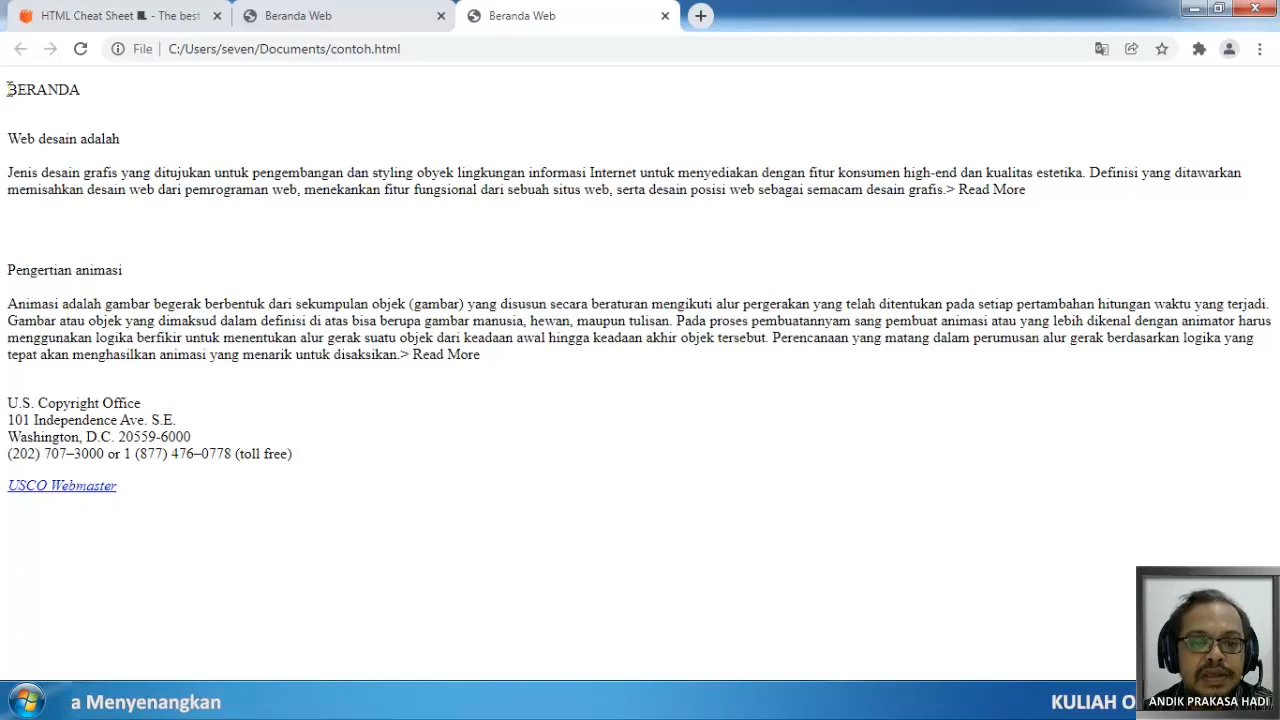 HTML Cheat Sheet - The best
Beranda Web
Beranda Web
File C:/Users/seven/Documents/contoh.html
BERANDA
Web desain adalah
Jenis desain grafis yang ditujukan untuk pengembangan dan styling obyek lingkungan informasi Internet untuk menyediakan dengan fitur konsumen high-end dan kualitas estetika. Definisi yang ditawarkan
memisahkan desain web dari pemrograman web, menekankan fitur fungsional dari sebuah situs web, serta desain posisi web sebagai semacam desain grafis.> Read More
Pengertian animasi
Animasi adalah gambar begerak berbentuk dari sekumpulan objek (gambar) yang disusun secara beraturan mengikuti alur pergerakan yang telah ditentukan pada setiap pertambahan hitungan waktu yang terjadi.
Gambar atau objek yang dimaksud dalam definisi di atas bisa berupa gambar manusia, hewan, maupun tulisan. Pada proses pembuatannyam sang pembuat animasi atau yang lebih dikenal dengan animator harus
menggunakan logika berfikir untuk menentukan alur gerak suatu objek dari keadaan awal hingga keadaan akhir objek tersebut. Perencanaan yang matang dalam perumusan alur gerak berdasarkan logika yang
tepat akan menghasilkan animasi yang menarik untuk disaksikan.> Read More
U.S. Copyright Office
101 Independence Ave. S.E.
Washington, D.C. 20559-6000
(202) 707–3000 or 1 (877) 476–0778 (toll free)
USCO Webmaster
a Menyenangkan
KULIAH O
ANDIK PRAKASA HADI